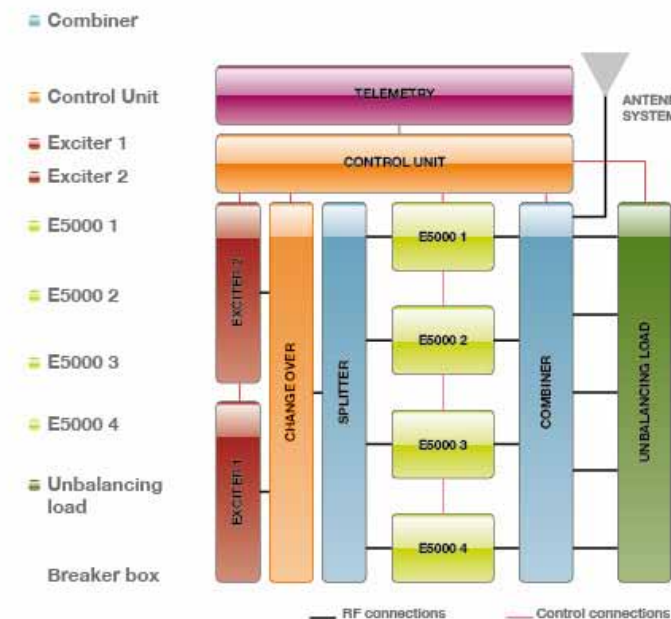 Combiner
Control Unit
Exciter 1
Exciter 2
E5000 1
E5000 2
E5000 3
E5000 4
Unbalancing
load
Breaker box
TELEMETRY
ANTEN
SYSTEM
CONTROL UNIT
EXCITER 2
EXCITER 1
CHANGE OVER
SPLITTER
E5000 1
E5000 2
E5000 3
E5000 4
COMBINER
UNBALANCING LOAD
RF connections
Control connections